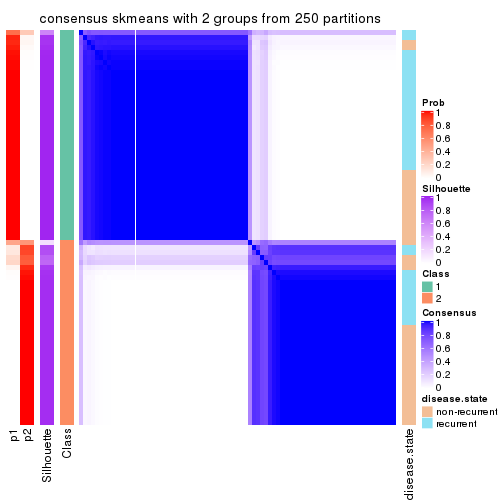 consensus skmeans with 2 groups from 250 partitions
Prob
1
0.8
0.6
0.4
0.2
0
Silhouette
1
0.8
0.6
0.4
0.2
0
Class
1
2
Consensus
1
0.8
0.6
0.4
0.2
0
disease.state
non-recurrent
recurrent
p1
p2
Silhouette
Class
disease.state